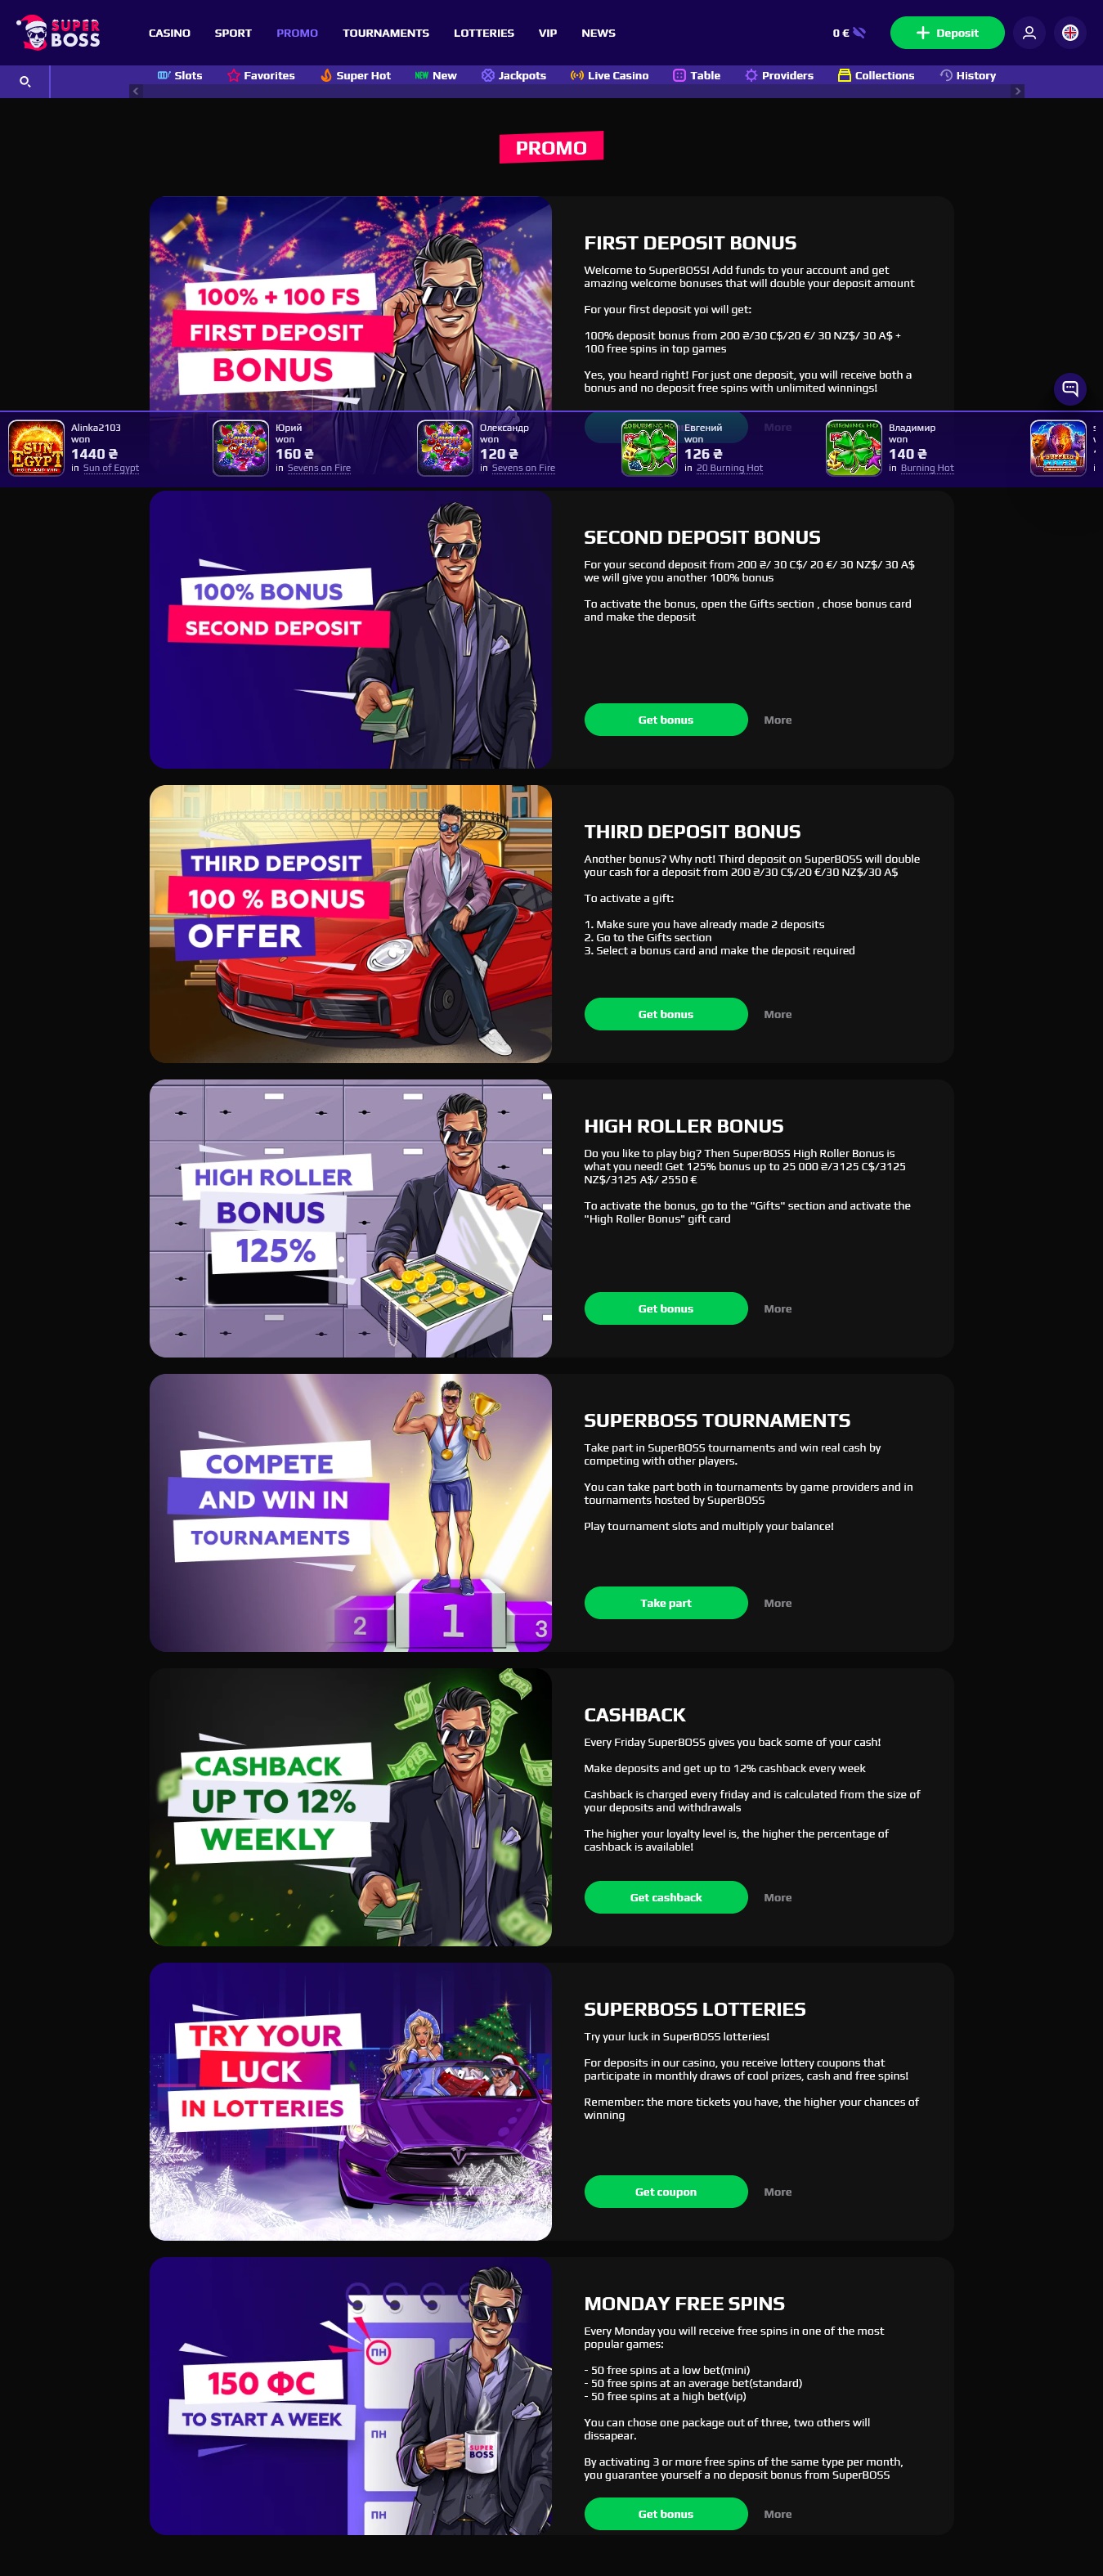 SUPER
BOSS
CASINO SPORT PROMO TOURNAMENTS LOTTERIES VIP NEWS
0 € Deposit
Slots Favorites Super Hot NEW New Jackpots Live Casino Table Providers Collections History
PROMO
100% + 100 FS
FIRST DEPOSIT
BONUS
FIRST DEPOSIT BONUS
Welcome to SuperBOSS! Add funds to your account and get
amazing welcome bonuses that will double your deposit amount
For your first deposit yoi will get:
100% deposit bonus from 200 ₴/30 C$/20 €/ 30 NZ$/ 30 A$ +
100 free spins in top games
Yes, you heard right! For just one deposit, you will receive both a
bonus and no deposit free spins with unlimited winnings!
More
SUN OF
EGYPT
HOLD AND WIN
Alinka2103
won
1440 ₴
in Sun of Egypt
Юрий
won
160 ₴
in Sevens on Fire
Олександр
won
120 ₴
in Sevens on Fire
Евгений
won
126 ₴
in 20 Burning Hot
Владимир
won
140 ₴
in Burning Hot
100% BONUS
SECOND DEPOSIT
SECOND DEPOSIT BONUS
For your second deposit from 200 ₴/ 30 C$/ 20 €/ 30 NZ$/ 30 A$
we will give you another 100% bonus
To activate the bonus, open the Gifts section , chose bonus card
and make the deposit
Get bonus More
THIRD DEPOSIT
100 % BONUS
OFFER
THIRD DEPOSIT BONUS
Another bonus? Why not! Third deposit on SuperBOSS will double
your cash for a deposit from 200 ₴/30 C$/20 €/30 NZ$/30 A$
To activate a gift:
1. Make sure you have already made 2 deposits
2. Go to the Gifts section
3. Select a bonus card and make the deposit required
Get bonus More
HIGH ROLLER
BONUS
125%
HIGH ROLLER BONUS
Do you like to play big? Then SuperBOSS High Roller Bonus is
what you need! Get 125% bonus up to 25 000 ₴/3125 C$/3125
NZ$/3125 A$/ 2550 €
To activate the bonus, go to the "Gifts" section and activate the
"High Roller Bonus" gift card
Get bonus More
COMPETE
AND WIN IN
TOURNAMENTS
2 1 3
SUPERBOSS TOURNAMENTS
Take part in SuperBOSS tournaments and win real cash by
competing with other players.
You can take part both in tournaments by game providers and in
tournaments hosted by SuperBOSS
Play tournament slots and multiply your balance!
Take part More
CASHBACK
UP TO 12%
WEEKLY
CASHBACK
Every Friday SuperBOSS gives you back some of your cash!
Make deposits and get up to 12% cashback every week
Cashback is charged every friday and is calculated from the size of
your deposits and withdrawals
The higher your loyalty level is, the higher the percentage of
cashback is available!
Get cashback More
TRY YOUR
LUCK
IN LOTTERIES
SUPERBOSS LOTTERIES
Try your luck in SuperBOSS lotteries!
For deposits in our casino, you receive lottery coupons that
participate in monthly draws of cool prizes, cash and free spins!
Remember: the more tickets you have, the higher your chances of
winning
Get coupon More
ПН
150 ФС
TO START A WEEK
ПН
ПН
SUPER
BOSS
MONDAY FREE SPINS
Every Monday you will receive free spins in one of the most
popular games:
- 50 free spins at a low bet(mini)
- 50 free spins at an average bet(standard)
- 50 free spins at a high bet(vip)
You can chose one package out of three, two others will
dissapear.
By activating 3 or more free spins of the same type per month,
you guarantee yourself a no deposit bonus from SuperBOSS
Get bonus More